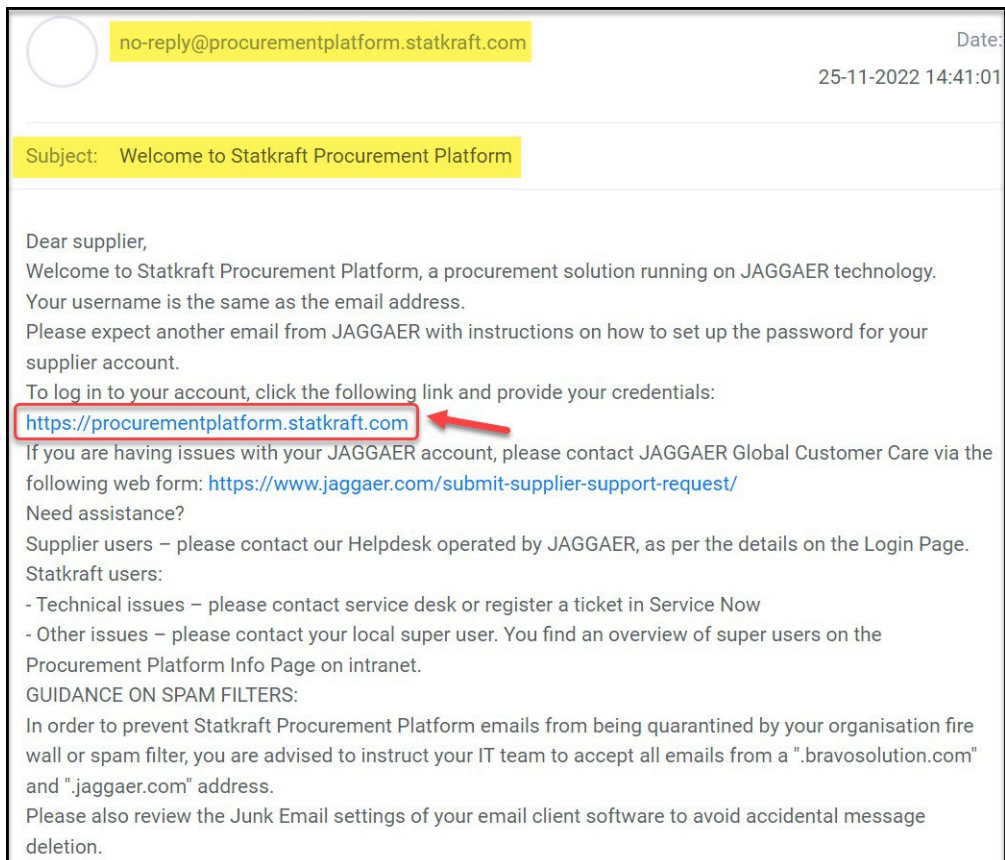 no-reply@procurementplatform.statkraft.com
Date:
25-11-2022 14:41:01
Subject: Welcome to Statkraft Procurement Platform
Dear supplier,
Welcome to Statkraft Procurement Platform, a procurement solution running on JAGGAER technology.
Your username is the same as the email address.
Please expect another email from JAGGAER with instructions on how to set up the password for your
supplier account.
To log in to your account, click the following link and provide your credentials:
https://procurementplatform.statkraft.com
If you are having issues with your JAGGAER account, please contact JAGGAER Global Customer Care via the
following web form: https://www.jaggaer.com/submit-supplier-support-request/
Need assistance?
Supplier users – please contact our Helpdesk operated by JAGGAER, as per the details on the Login Page.
Statkraft users:
- Technical issues – please contact service desk or register a ticket in Service Now
- Other issues – please contact your local super user. You find an overview of super users on the
Procurement Platform Info Page on intranet.
GUIDANCE ON SPAM FILTERS:
In order to prevent Statkraft Procurement Platform emails from being quarantined by your organisation fire
wall or spam filter, you are advised to instruct your IT team to accept all emails from a ".bravosolution.com"
and ".jaggaer.com" address.
Please also review the Junk Email settings of your email client software to avoid accidental message
deletion.